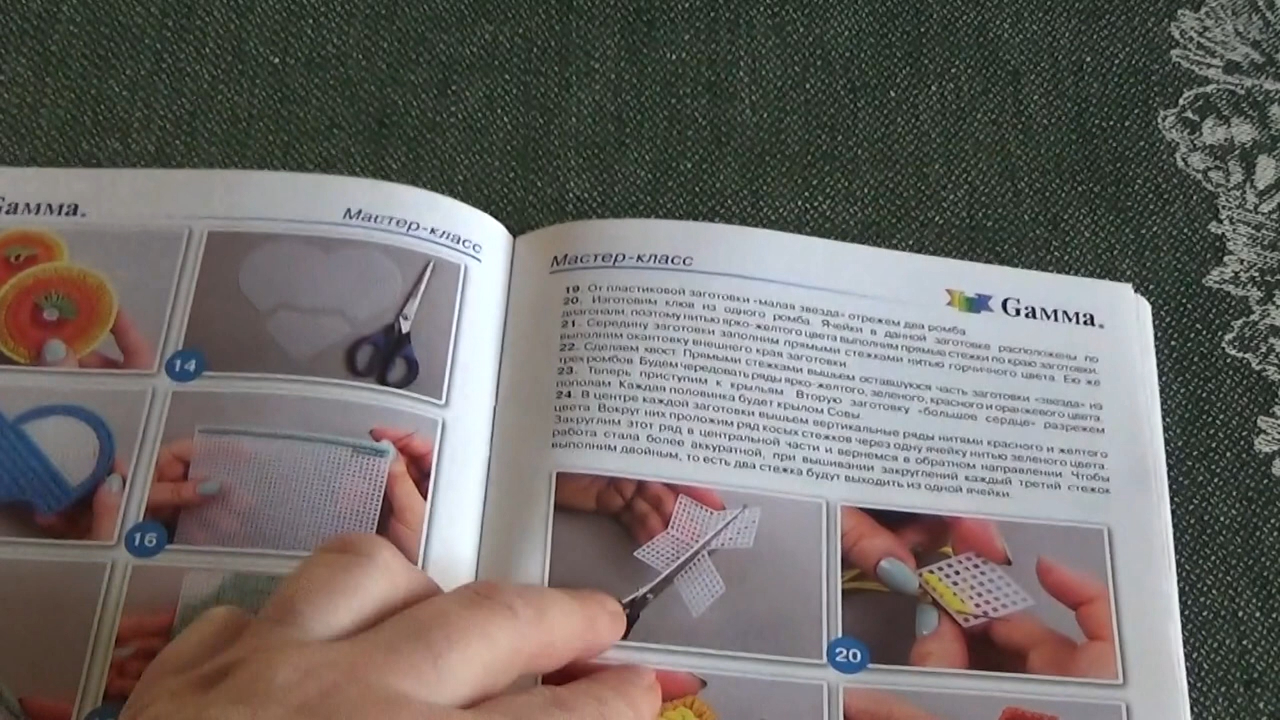 Гамма.
Мастер-класс
14
16
Мастер-класс
Gамма.
19. От пластиковой заготовки «малая звезда» отрежем два ромба.
20. Изготовим клюв из одного ромба. Ячейки в данной заготовке расположены по
диагонали, поэтому нитью ярко-желтого цвета выполним прямые стежки по краю заготовки.
21. Середину заготовки заполним прямыми стежками нитью горчичного цвета. Ею же
выполним окантовку внешнего края заготовки.
22. Сделаем хвост. Прямыми стежками вышьем оставшуюся часть заготовки «звезда» из
трех ромбов. Будем чередовать ряды ярко-желтого, зеленого, красного и оранжевого цвета.
23. Теперь приступим к крыльям. Вторую заготовку «большое сердце» разрежем
пополам. Каждая половинка будет крылом Совы.
24. В центре каждой заготовки вышьем вертикальные ряды нитями красного и желтого
цвета. Вокруг них проложим ряд косых стежков через одну ячейку нитью зеленого цвета.
Закруглим этот ряд в центральной части и вернемся в обратном направлении. Чтобы
работа стала более аккуратной, при вышивании закруглений каждый третий стежок
выполним двойным, то есть два стежка будут выходить из одной ячейки.
20